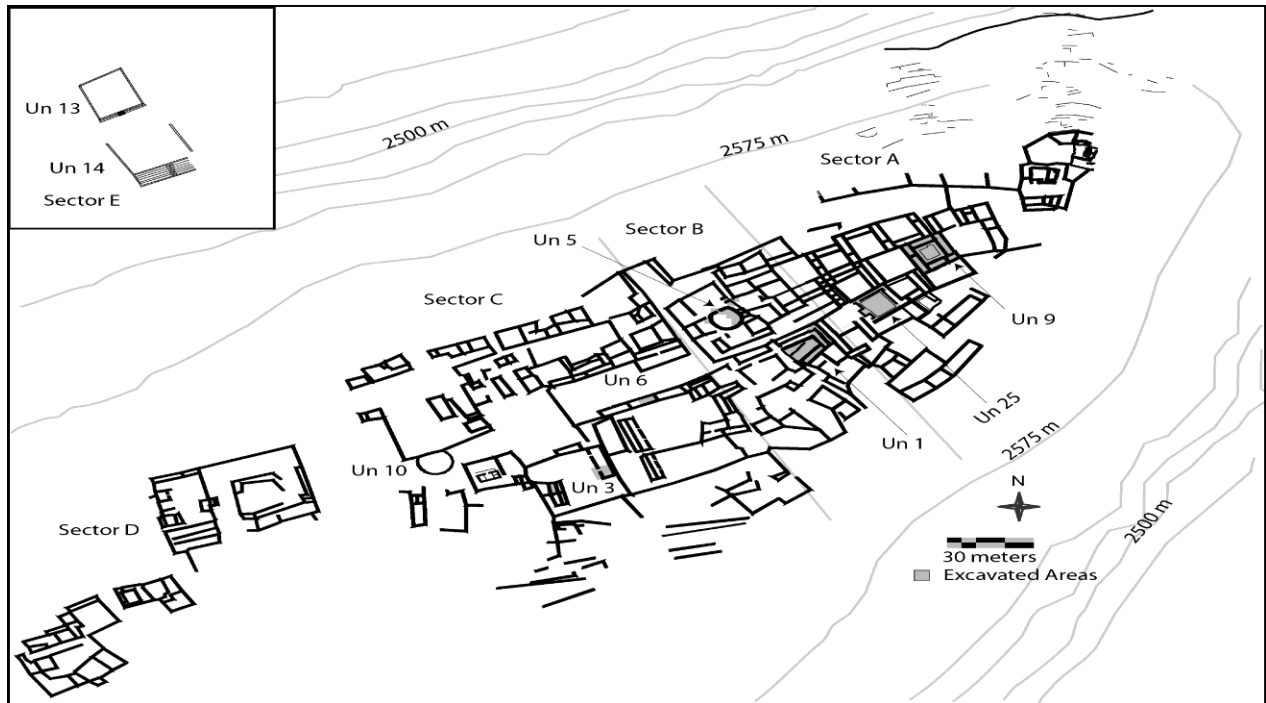 Un 13
Un 14
Sector E
2500 m
2575 m
Sector A
Sector B
Un 5
Sector C
Un 9
Un 6
Un 25
Un 1
2575 m
Un 10
Un 3
N
Sector D
2500 m
30 meters
Excavated Areas